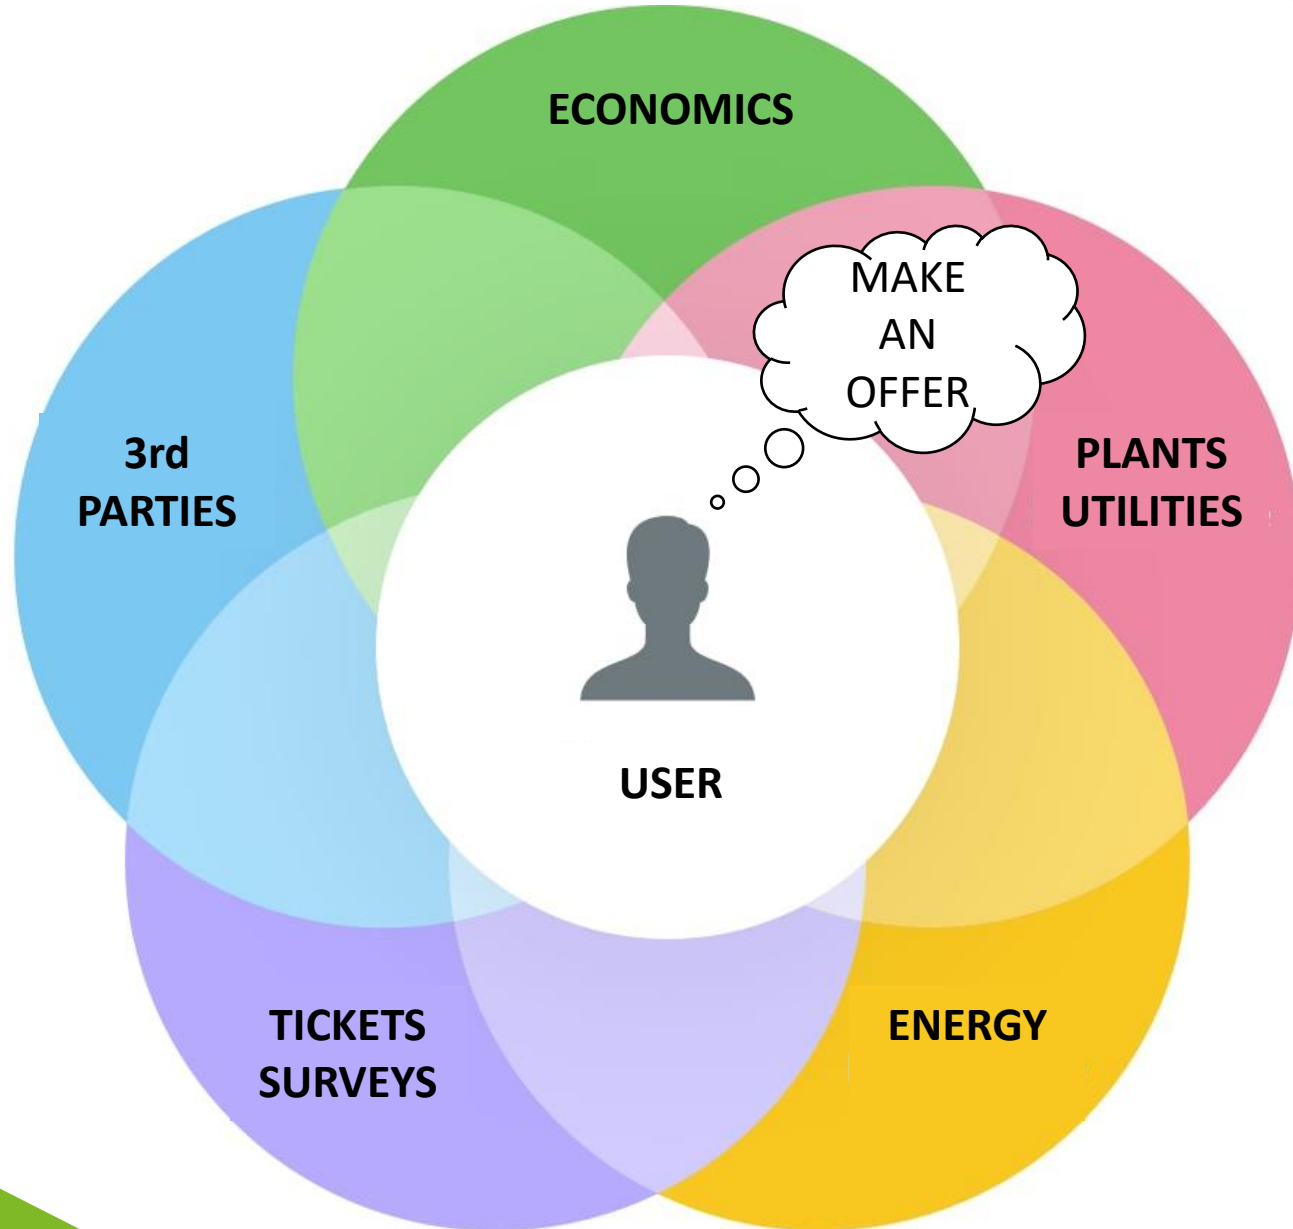 ECONOMICS
MAKE
AN
OFFER
3rd
PARTIES
PLANTS
UTILITIES
USER
TICKETS
SURVEYS
ENERGY